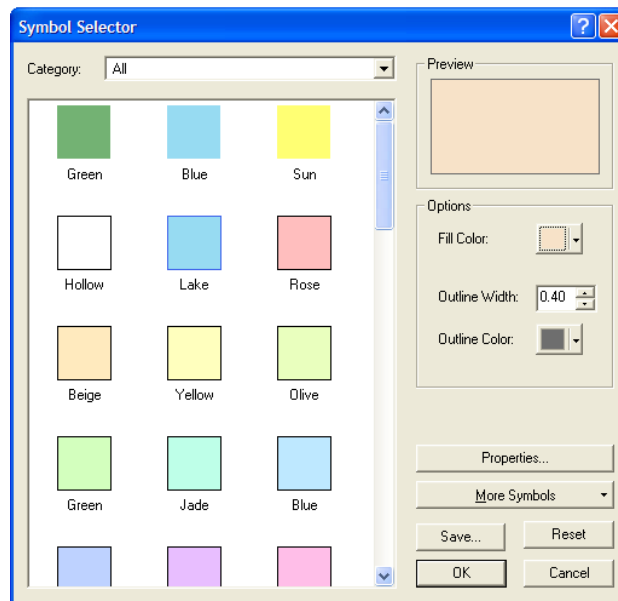 Symbol Selector
Category: All
Green Blue Sun
Hollow Lake Rose
Beige Yellow Olive
Green Jade Blue
Preview
Options
Fill Color:
Outline Width: 0.40
Outline Color:
Properties...
More Symbols
Save... Reset
OK Cancel